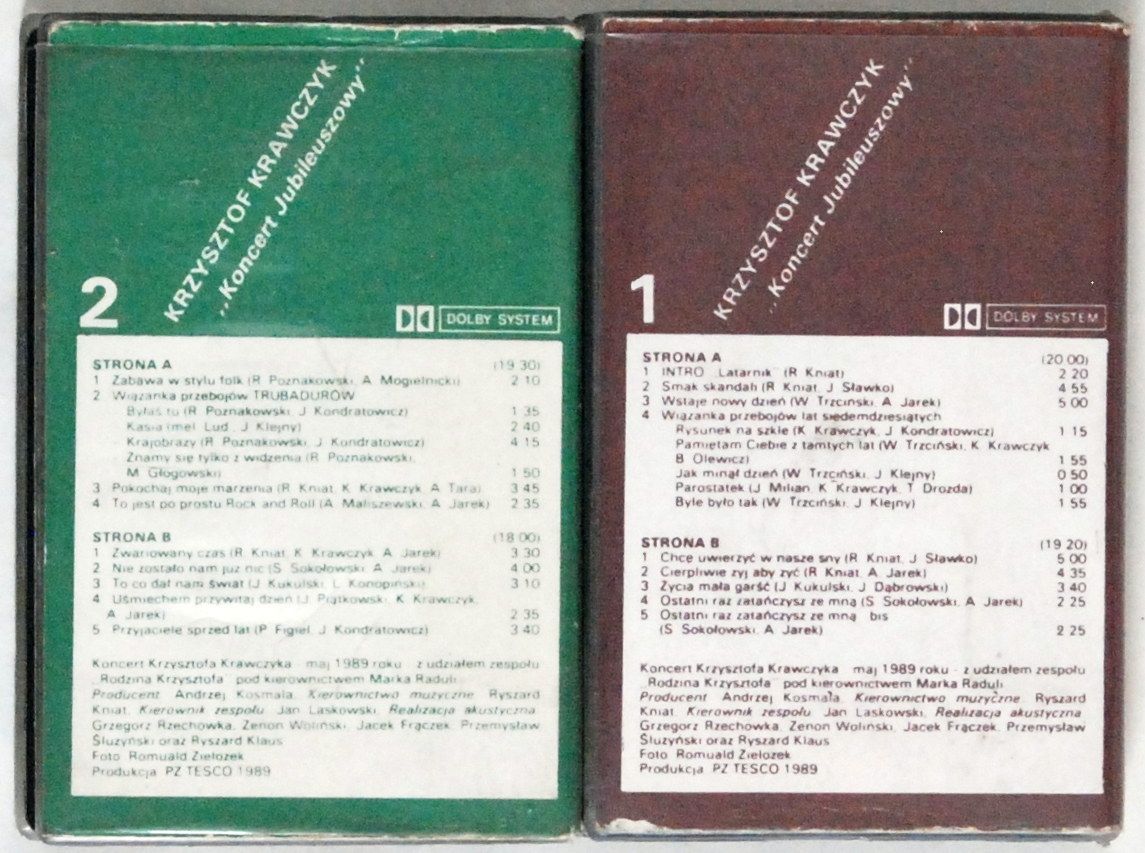 KRZYSZTOF KRAWCZYK
„Koncert Jubileuszowy"
2
DOLBY SYSTEM
STRONA A (19 30)
1 Zabawa w stylu folk (R Poznakowski, A Mogielnicki) 2 10
2 Wiązanka przebojów TRUBADURÓW
Byłaś tu (R Poznakowski, J Kondratowicz) 1 35
Kasia (mel Lud, J Klejny) 2 40
Krajobrazy (R Poznakowski, J Kondratowicz) 4 15
Znamy się tylko z widzenia (R Poznakowski,
M Głogowski) 1 50
3 Pokochaj moje marzenia (R Kniat, K Krawczyk, A Tara) 3 45
4 To jest po prostu Rock and Roll (A Maliszewski, A Jarek) 2 35
STRONA B (18 00)
1 Zwariowany czas (R Kniat, K Krawczyk, A Jarek) 3 30
2 Nie zostało nam już nic (S Sokołowski, A Jarek) 4 00
3 To co dał nam świat (J Kukulski, L Konopiński) 3 10
4 Uśmiechem przywitaj dzień (J Piątkowski, K Krawczyk,
A Jarek) 2 35
5 Przyjaciele sprzed lat (P Figiel, J Kondratowicz) 3 40
Koncert Krzysztofa Krawczyka - maj 1989 roku - z udziałem zespołu
„Rodzina Krzysztofa" pod kierownictwem Marka Raduli
Producent Andrzej Kosmala, Kierownictwo muzyczne Ryszard
Kniat, Kierownik zespołu Jan Laskowski, Realizacja akustyczna
Grzegorz Rzechówka, Zenon Woliński, Jacek Frączek, Przemysław
Śluzyński oraz Ryszard Klaus
Foto Romuald Zielozek
Produkcja PZ TESCO 1989
KRZYSZTOF KRAWCZYK
„Koncert Jubileuszowy"
1
DOLBY SYSTEM
STRONA A (20 00)
1 INTRO „Latarnik" (R Kniat) 2 20
2 Smak skandali (R Kniat, J Sławko) 4 55
3 Wstaje nowy dzień (W Trzciński, A Jarek) 5 00
4 Wiązanka przebojów lat siedemdziesiątych
Rysunek na szkle (K Krawczyk, J Kondratowicz) 1 15
Pamiętam Ciebie z tamtych lat (W Trzciński, K Krawczyk
B Olewicz) 1 55
Jak minął dzień (W Trzciński, J Klejny) 0 50
Parostatek (J Milian, K Krawczyk, T Drozda) 1 00
Byle było tak (W Trzciński, J Klejny) 1 55
STRONA B (19 20)
1 Chcę uwierzyć w nasze sny (R Kniat, J Sławko) 5 00
2 Cierpliwie żyj aby żyć (R Kniat, A Jarek) 4 35
3 Życia mała garść (J Kukulski, J Dąbrowski) 3 40
4 Ostatni raz zatańczysz ze mną (S Sokołowski, A Jarek) 2 25
5 Ostatni raz zatańczysz ze mną bis
(S Sokołowski, A Jarek) 2 25
Koncert Krzysztofa Krawczyka maj 1989 roku - z udziałem zespołu
„Rodzina Krzysztofa" pod kierownictwem Marka Raduli
Producent Andrzej Kosmala, Kierownictwo muzyczne Ryszard
Kniat, Kierownik zespołu Jan Laskowski, Realizacja akustyczna
Grzegorz Rzechówka, Zenon Woliński, Jacek Frączek, Przemysław
Śluzyński oraz Ryszard Klaus
Foto Romuald Zielozek
Produkcja PZ TESCO 1989